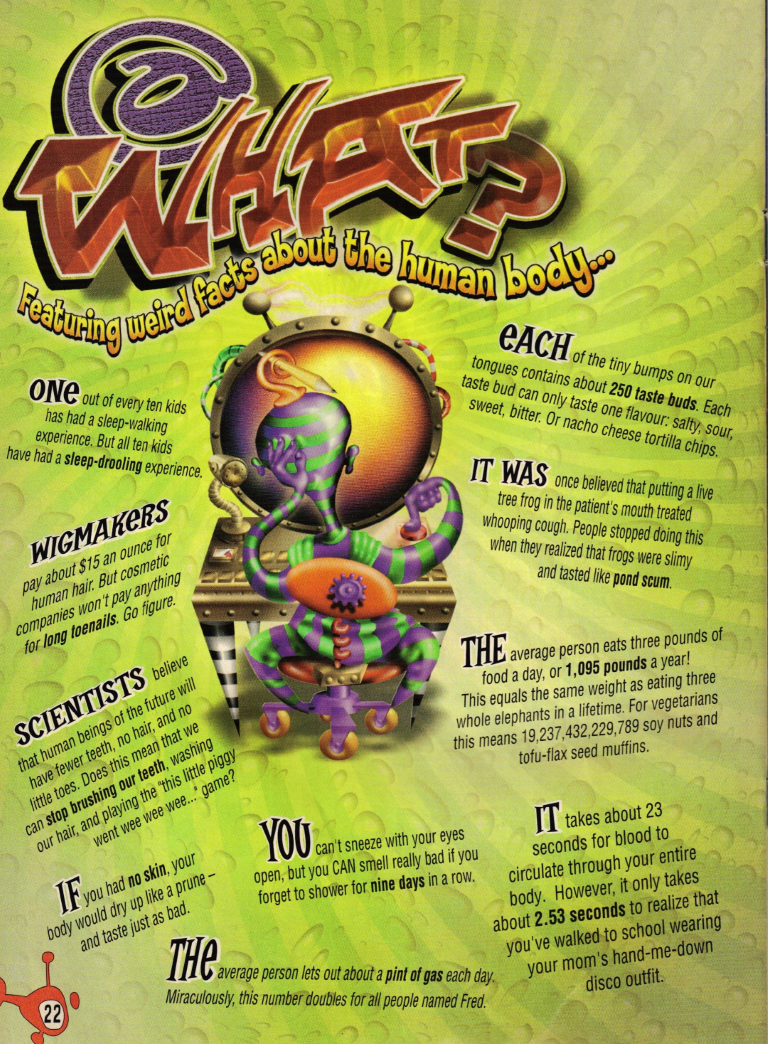 @
WHAT?
Featuring weird facts about the human body...
ONE out of every ten kids
has had a sleep-walking
experience. But all ten kids
have had a sleep-drooling experience.
WIGMAKERS
pay about $15 an ounce for
human hair. But cosmetic
companies won't pay anything
for long toenails. Go figure.
SCIENTISTS believe
that human beings of the future will
have fewer teeth, no hair, and no
little toes. Does this mean that we
can stop brushing our teeth, washing
our hair, and playing the "this little piggy
went wee wee wee..." game?
IF you had no skin, your
body would dry up like a prune –
and taste just as bad.
EACH of the tiny bumps on our
tongues contains about 250 taste buds. Each
taste bud can only taste one flavour: salty, sour,
sweet, bitter. Or nacho cheese tortilla chips.
IT WAS once believed that putting a live
tree frog in the patient's mouth treated
whooping cough. People stopped doing this
when they realized that frogs were slimy
and tasted like pond scum.
THE average person eats three pounds of
food a day, or 1,095 pounds a year!
This equals the same weight as eating three
whole elephants in a lifetime. For vegetarians
this means 19,237,432,229,789 soy nuts and
tofu-flax seed muffins.
YOU can't sneeze with your eyes
open, but you CAN smell really bad if you
forget to shower for nine days in a row.
IT takes about 23
seconds for blood to
circulate through your entire
body. However, it only takes
about 2.53 seconds to realize that
you've walked to school wearing
your mom's hand-me-down
disco outfit.
THE average person lets out about a pint of gas each day.
Miraculously, this number doubles for all people named Fred.
22